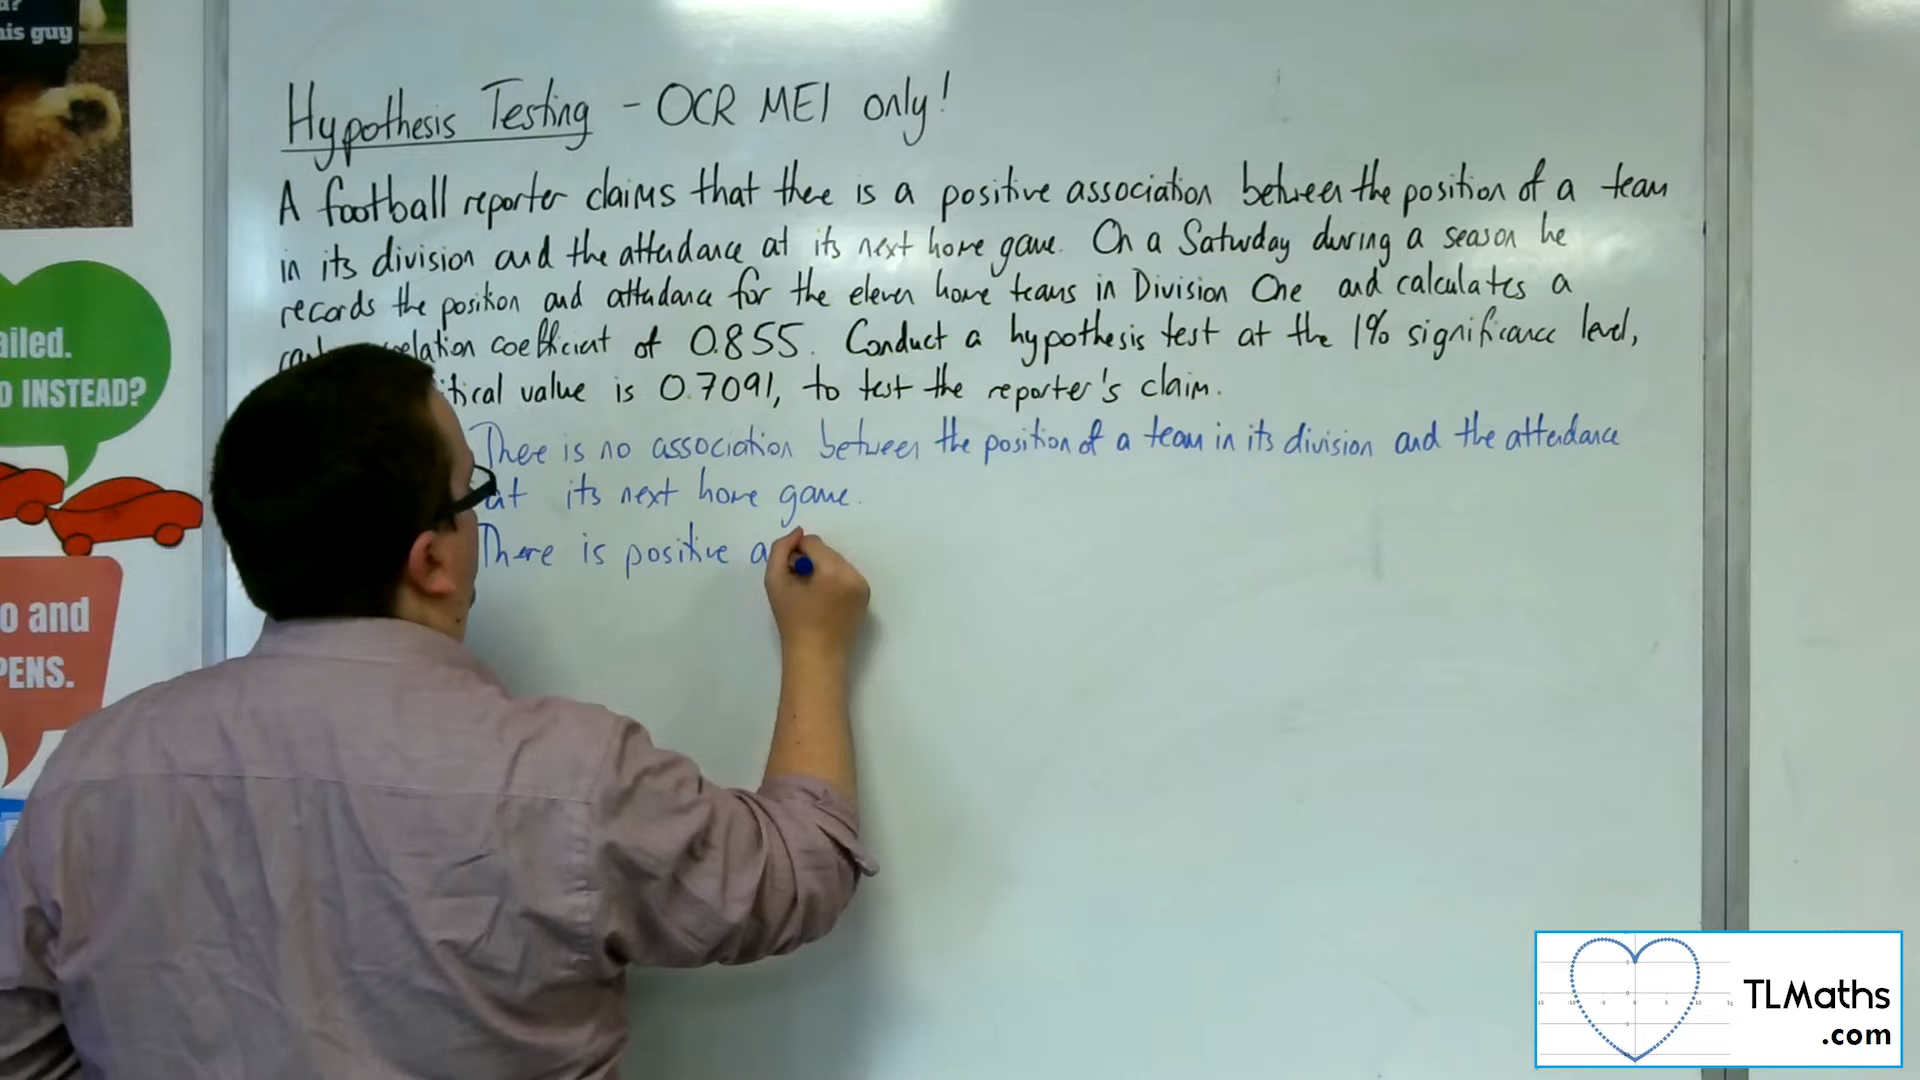 his guy
ailed.
INSTEAD?
o and
PENS.
Hypothesis Testing - OCR MEI only!
A football reporter claims that there is a positive association between the position of a team
in its division and the attendance at its next home game. On a Saturday during a season he
records the position and attendance for the eleven home teams in Division One and calculates a
coefficient of 0.855. Conduct a hypothesis test at the 1% significance level,
value is 0.7091, to test the reporter's claim.
There is no association between the position of a team in its division and the attendance
at its next home game.
There is positive a
TLMaths
.com